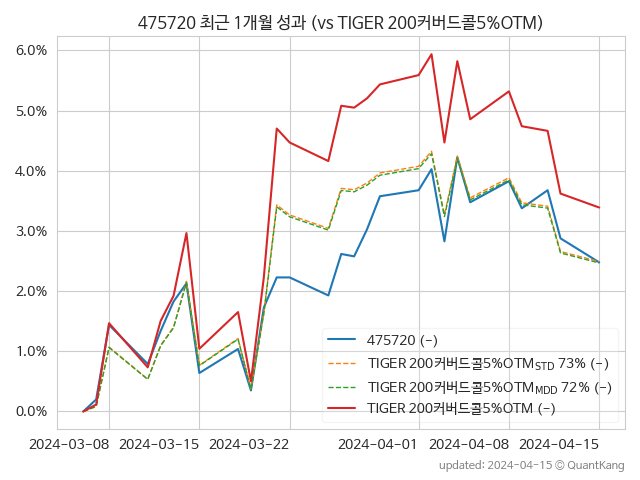 475720 최근 1개월 성과 (vs TIGER 200커버드콜5%OTM)
6.0%
5.0%
4.0%
3.0%
2.0%
1.0%
0.0%
475720 (-)
TIGER 200커버드콜5%OTM_STD 73% (-)
TIGER 200커버드콜5%OTM_MDD 72% (-)
TIGER 200커버드콜5%OTM (-)
2024-03-08 2024-03-15 2024-03-22 2024-04-01 2024-04-08 2024-04-15
updated: 2024-04-15 © QuantKang